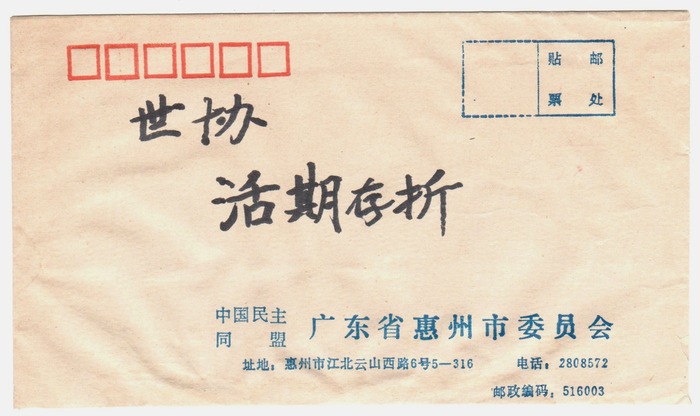 贴 邮
票 处
世协
活期存折
中国民主同盟 广东省惠州市委员会
地址：惠州市江北云山西路6号5—316 电话：2808572
邮政编码：516003